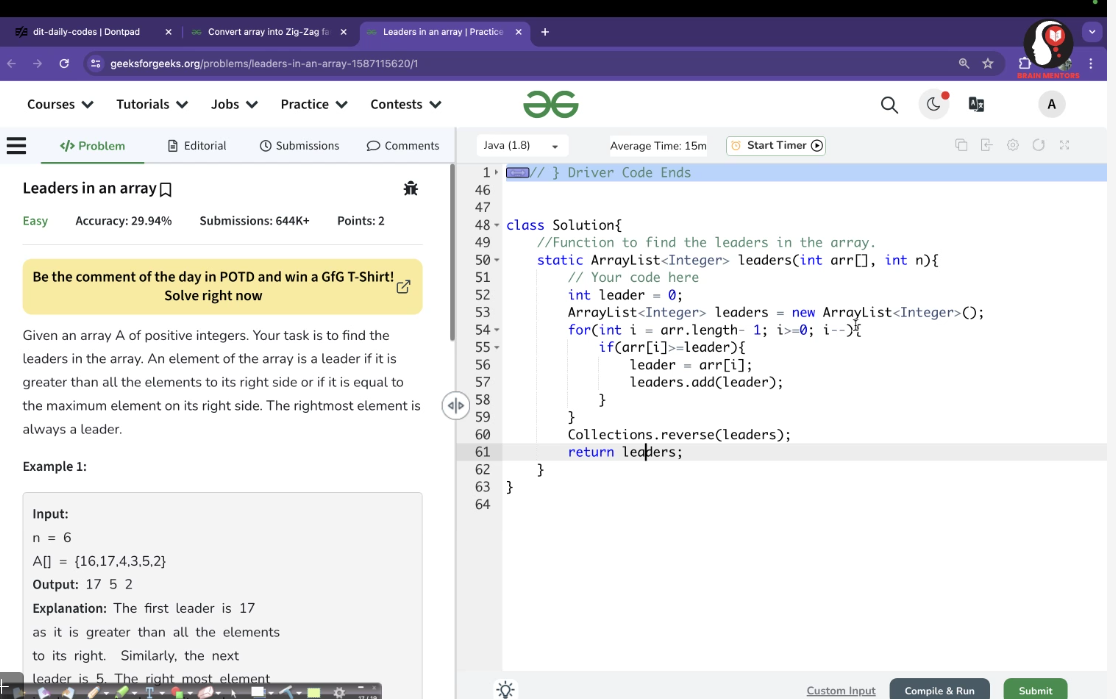 dit-daily-codes | Dontpad
Convert array into Zig-Zag fa
Leaders in an array | Practice
geeksforgeeks.org/problems/leaders-in-an-array-1587115620/1
BRAIN MENTORS
Courses Tutorials Jobs Practice Contests A
</> Problem Editorial Submissions Comments
Java (1.8) Average Time: 15m Start Timer
Leaders in an array
Easy Accuracy: 29.94% Submissions: 644K+ Points: 2
Be the comment of the day in POTD and win a GfG T-Shirt!
Solve right now
Given an array A of positive integers. Your task is to find the
leaders in the array. An element of the array is a leader if it is
greater than all the elements to its right side or if it is equal to
the maximum element on its right side. The rightmost element is
always a leader.
Example 1:
Input:
n = 6
A[] = {16,17,4,3,5,2}
Output: 17 5 2
Explanation: The first leader is 17
as it is greater than all the elements
to its right. Similarly, the next
leader is 5. The right most element
1 // } Driver Code Ends
46
47
48 class Solution{
49 //Function to find the leaders in the array.
50 static ArrayList<Integer> leaders(int arr[], int n){
51 // Your code here
52 int leader = 0;
53 ArrayList<Integer> leaders = new ArrayList<Integer>();
54 for(int i = arr.length- 1; i>=0; i--){
55 if(arr[i]>=leader){
56 leader = arr[i];
57 leaders.add(leader);
58 }
59 }
60 Collections.reverse(leaders);
61 return leaders;
62 }
63 }
64
Custom Input Compile & Run Submit